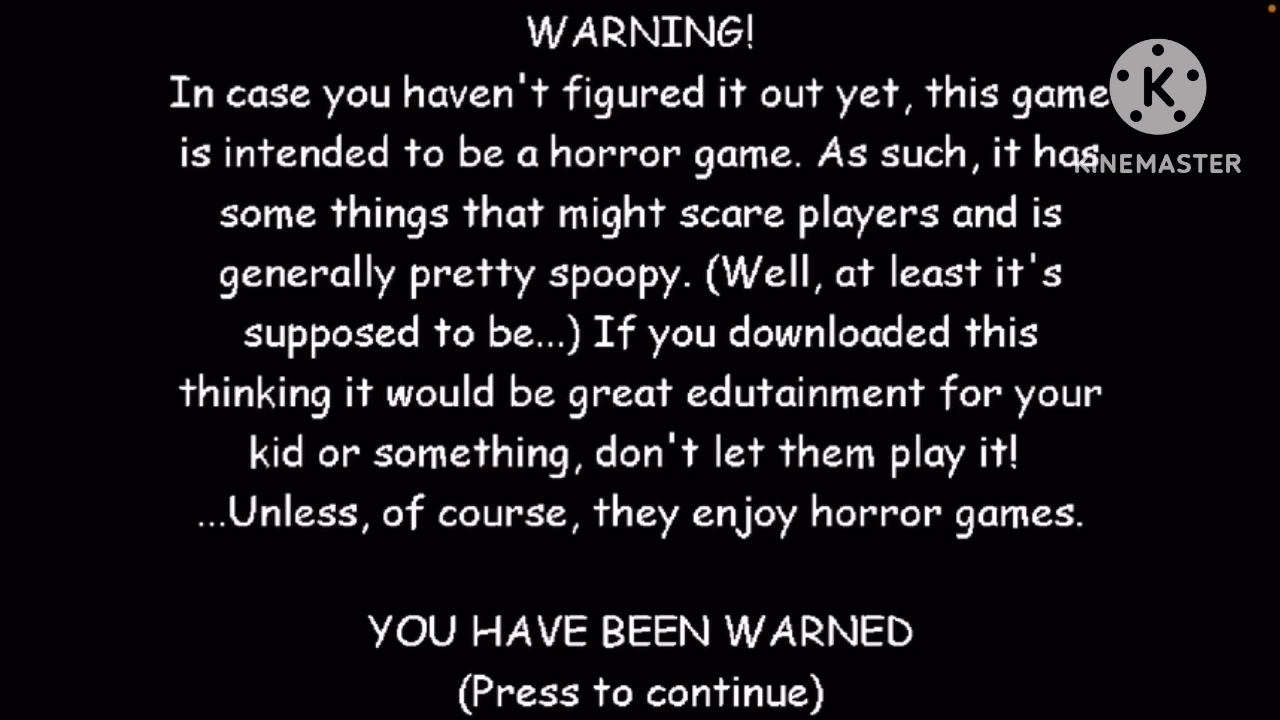 WARNING!
In case you haven't figured it out yet, this game
is intended to be a horror game. As such, it has
some things that might scare players and is
generally pretty spoopy. (Well, at least it's
supposed to be...) If you downloaded this
thinking it would be great edutainment for your
kid or something, don't let them play it!
...Unless, of course, they enjoy horror games.
YOU HAVE BEEN WARNED
(Press to continue)
K
KINEMASTER